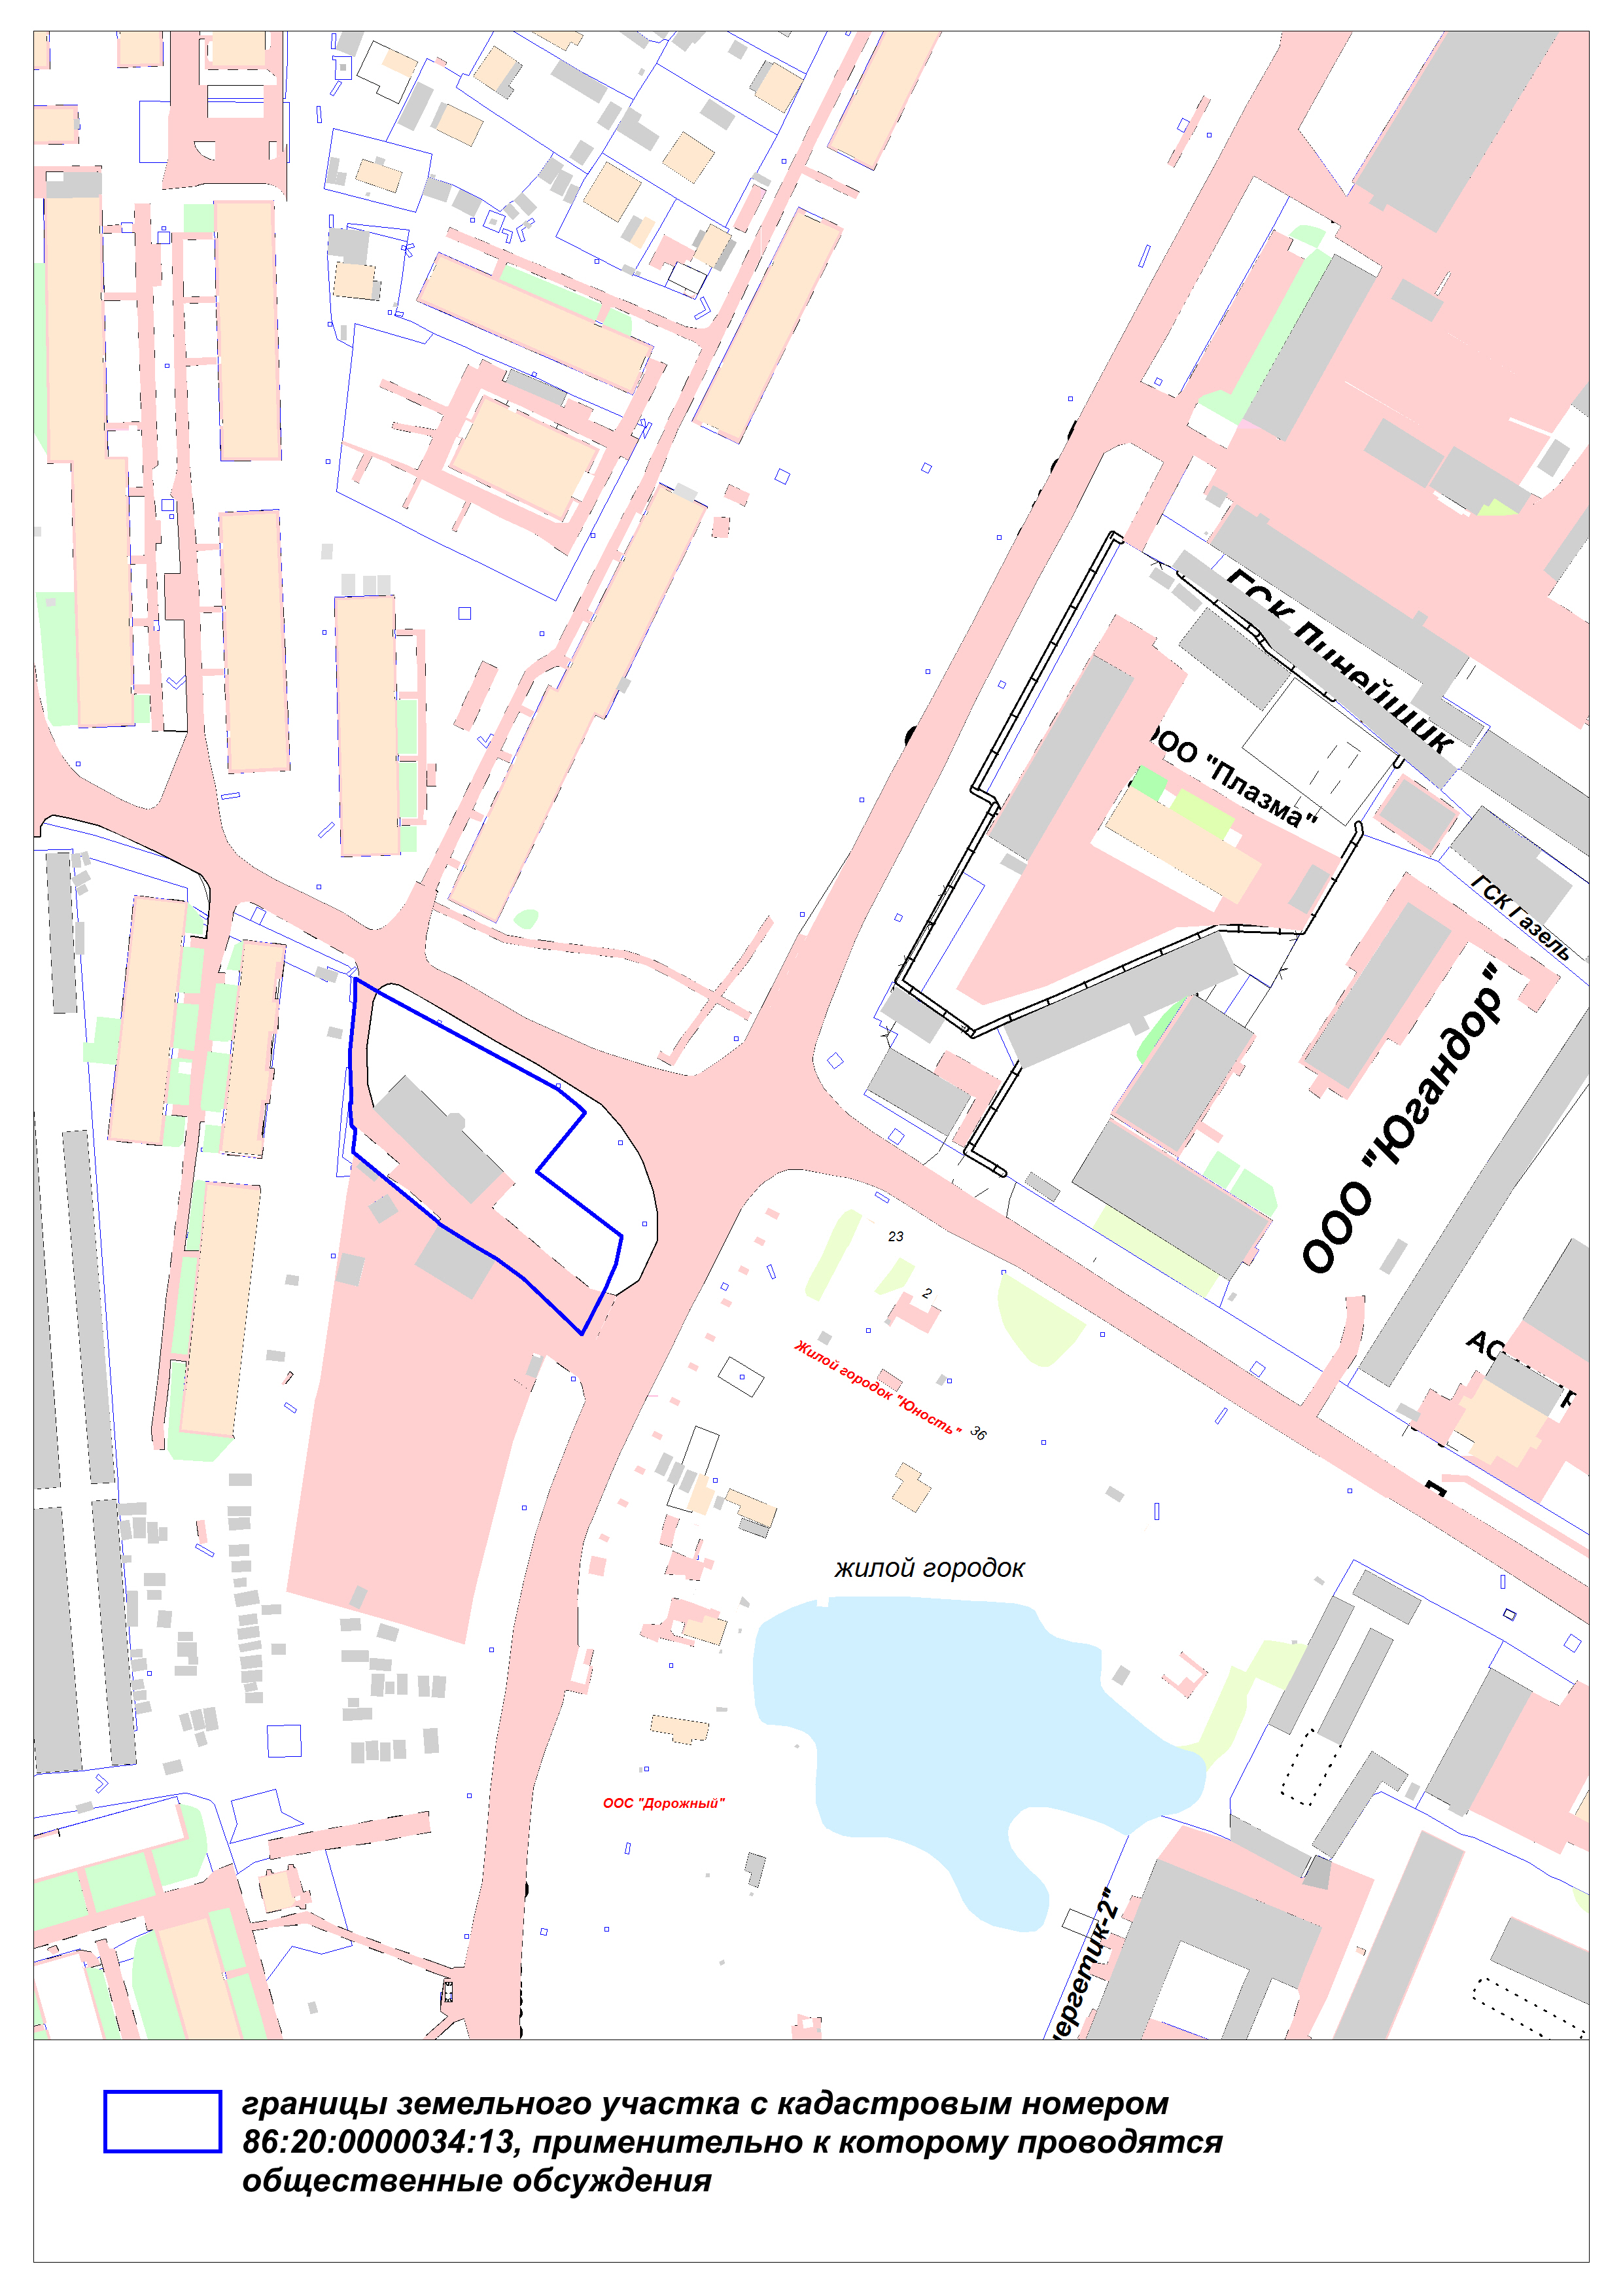 ГСК Линейщик
ООО "Плазма"
ГСК Газель
ООО "Югандор"
23
2
Жилой городок "Юность"
36
жилой городок
ООС "Дорожный"
границы земельного участка с кадастровым номером
86:20:0000034:13, применительно к которому проводятся
общественные обсуждения